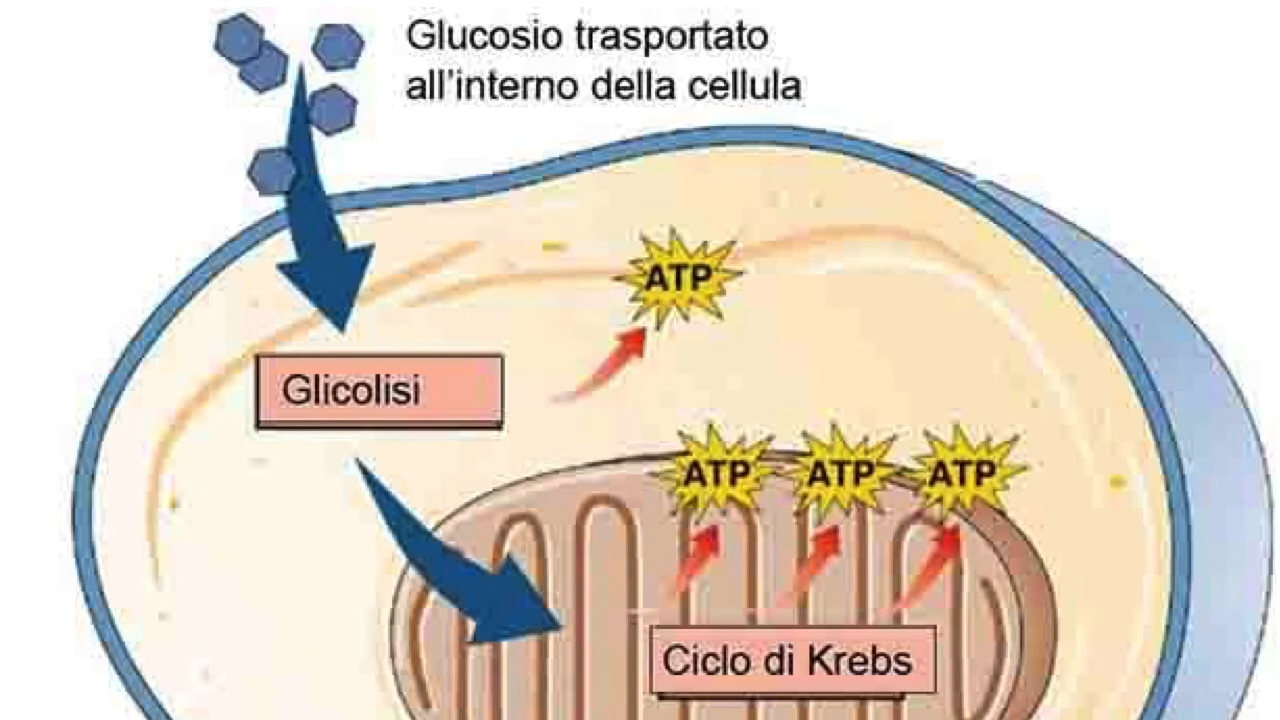 Glucosio trasportato
all'interno della cellula
ATP
Glicolisi
ATP ATP ATP
Ciclo di Krebs